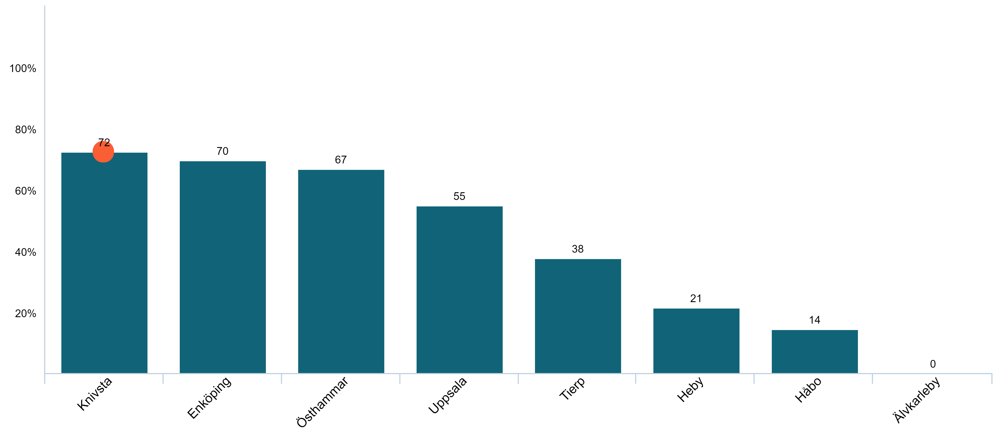 100%
80%
60%
40%
20%
72
70
67
55
38
21
14
0
Knivsta
Enköping
Östhammar
Uppsala
Tierp
Heby
Håbo
Älvkarleby